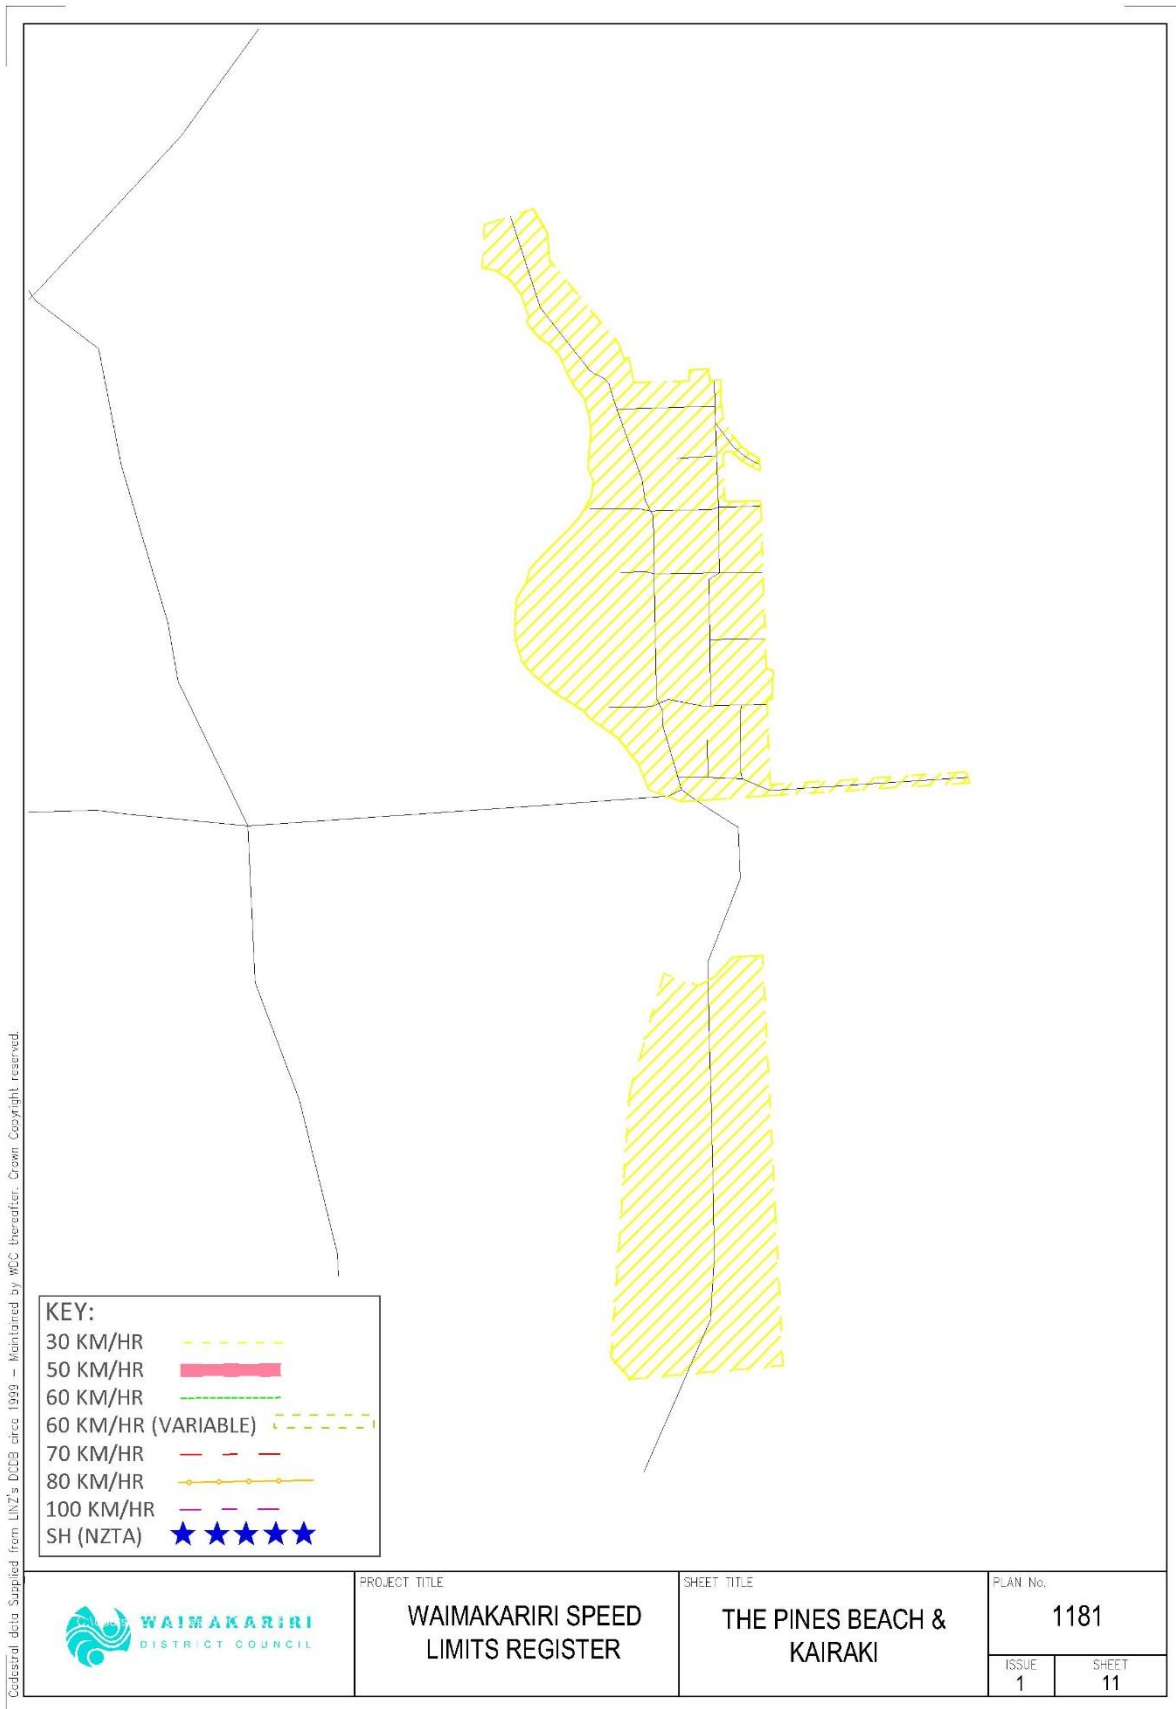 Cadastral data Supplied from LINZ's DCDB circa 1999 – Maintained by WDC thereafter. Crown Copyright reserved.
KEY:
30 KM/HR
50 KM/HR
60 KM/HR
60 KM/HR (VARIABLE)
70 KM/HR
80 KM/HR
100 KM/HR
SH (NZTA)
WAIMAKARIRI
DISTRICT COUNCIL
PROJECT TITLE
WAIMAKARIRI SPEED
LIMITS REGISTER
SHEET TITLE
THE PINES BEACH &
KAIRAKI
PLAN No.
1181
ISSUE
1
SHEET
11